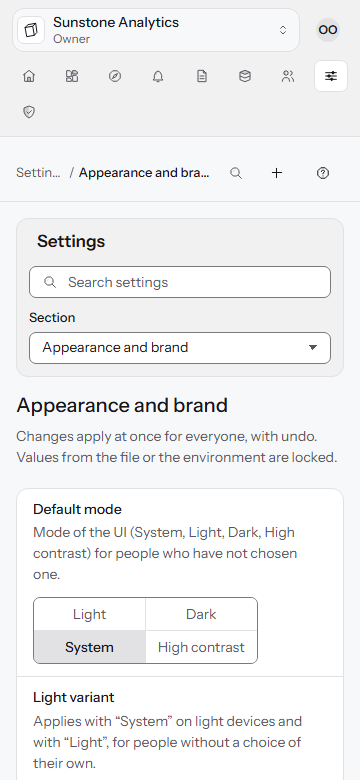 Sunstone Analytics
Owner
OO
Settin... / Appearance and bra...
Settings
Search settings
Section
Appearance and brand
Appearance and brand
Changes apply at once for everyone, with undo.
Values from the file or the environment are locked.
Default mode
Mode of the UI (System, Light, Dark, High
contrast) for people who have not chosen
one.
Light
Dark
System
High contrast
Light variant
Applies with “System” on light devices and
with “Light”, for people without a choice of
their own.